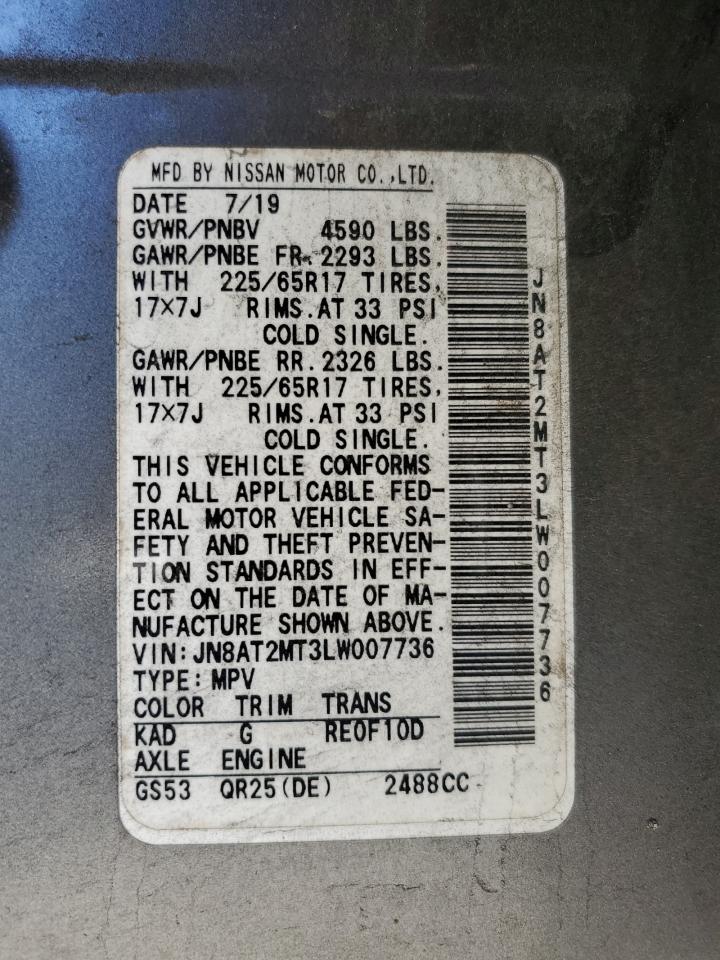 MFD BY NISSAN MOTOR CO.,LTD.
DATE 7/19
GVWR/PNBV 4590 LBS.
GAWR/PNBE FR. 2293 LBS.
WITH 225/65R17 TIRES,
17×7J RIMS.AT 33 PSI
COLD SINGLE.
GAWR/PNBE RR. 2326 LBS.
WITH 225/65R17 TIRES,
17×7J RIMS.AT 33 PSI
COLD SINGLE.
THIS VEHICLE CONFORMS
TO ALL APPLICABLE FED-
ERAL MOTOR VEHICLE SA-
FETY AND THEFT PREVEN-
TION STANDARDS IN EFF-
ECT ON THE DATE OF MA-
NUFACTURE SHOWN ABOVE.
VIN:JN8AT2MT3LW007736
TYPE:MPV
COLOR TRIM TRANS
KAD G RE0F10D
AXLE ENGINE
GS53 QR25(DE) 2488CC
JN8AT2MT3LW007736